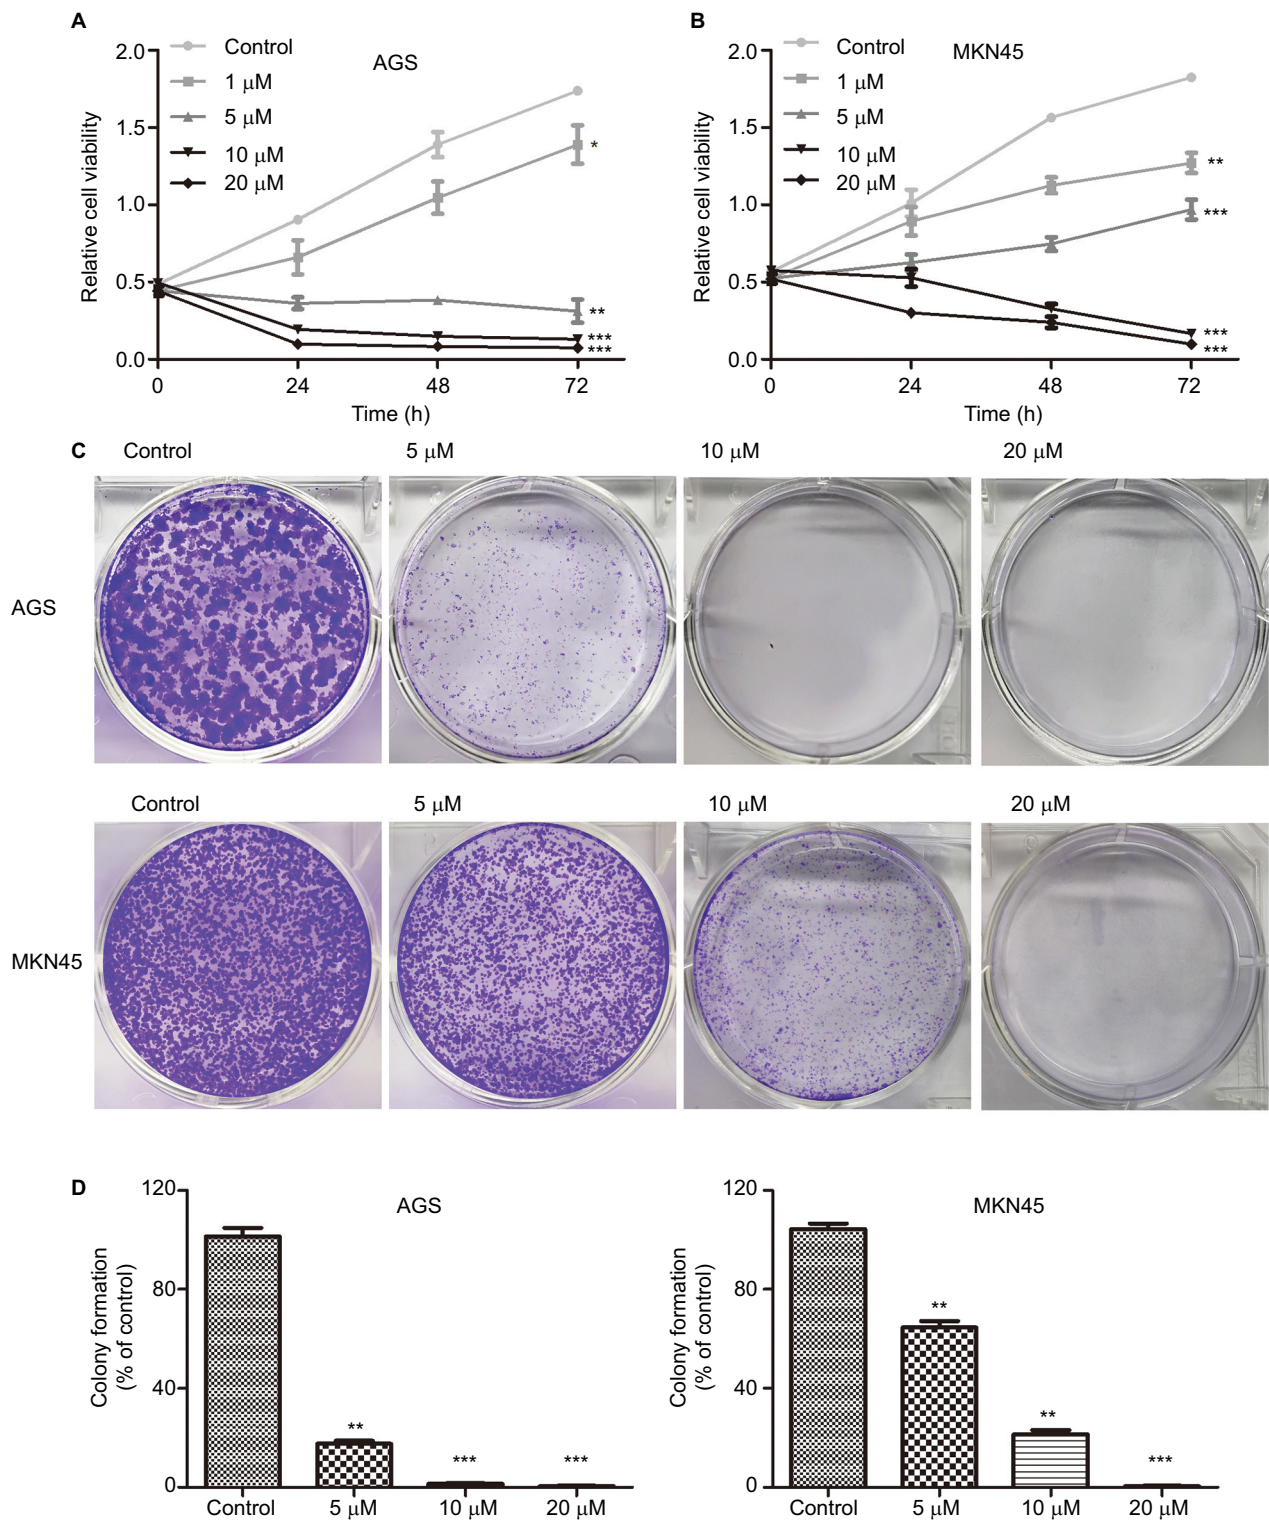 A
AGS
Control
1 μM
5 μM
10 μM
20 μM
Relative cell viability
2.0
1.5
1.0
0.5
0.0
0 24 48 72
Time (h)
*
**
***
***
B
MKN45
Control
1 μM
5 μM
10 μM
20 μM
Relative cell viability
2.0
1.5
1.0
0.5
0.0
0 24 48 72
Time (h)
**
***
***
***
C
Control 5 μM 10 μM 20 μM
AGS
Control 5 μM 10 μM 20 μM
MKN45
D
AGS
Colony formation
(% of control)
120
80
40
0
** *** ***
Control 5 μM 10 μM 20 μM
MKN45
Colony formation
(% of control)
120
80
40
0
**
**
***
Control 5 μM 10 μM 20 μM